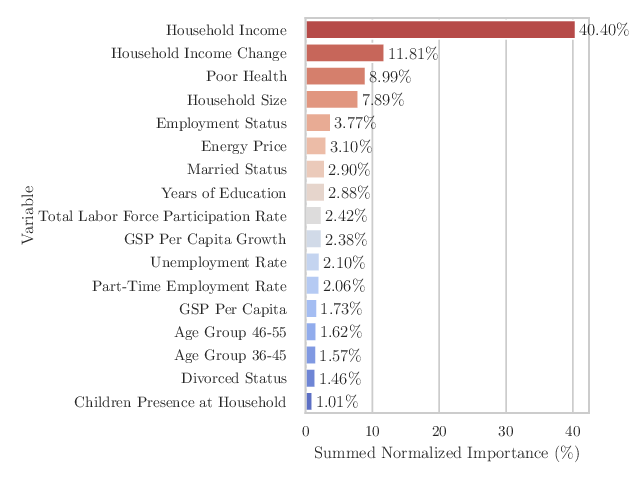 Household Income 40.40%
Household Income Change 11.81%
Poor Health 8.99%
Household Size 7.89%
Employment Status 3.77%
Energy Price 3.10%
Married Status 2.90%
Years of Education 2.88%
Total Labor Force Participation Rate 2.42%
GSP Per Capita Growth 2.38%
Unemployment Rate 2.10%
Part-Time Employment Rate 2.06%
GSP Per Capita 1.73%
Age Group 46-55 1.62%
Age Group 36-45 1.57%
Divorced Status 1.46%
Children Presence at Household 1.01%
Variable
0 10 20 30 40
Summed Normalized Importance (%)